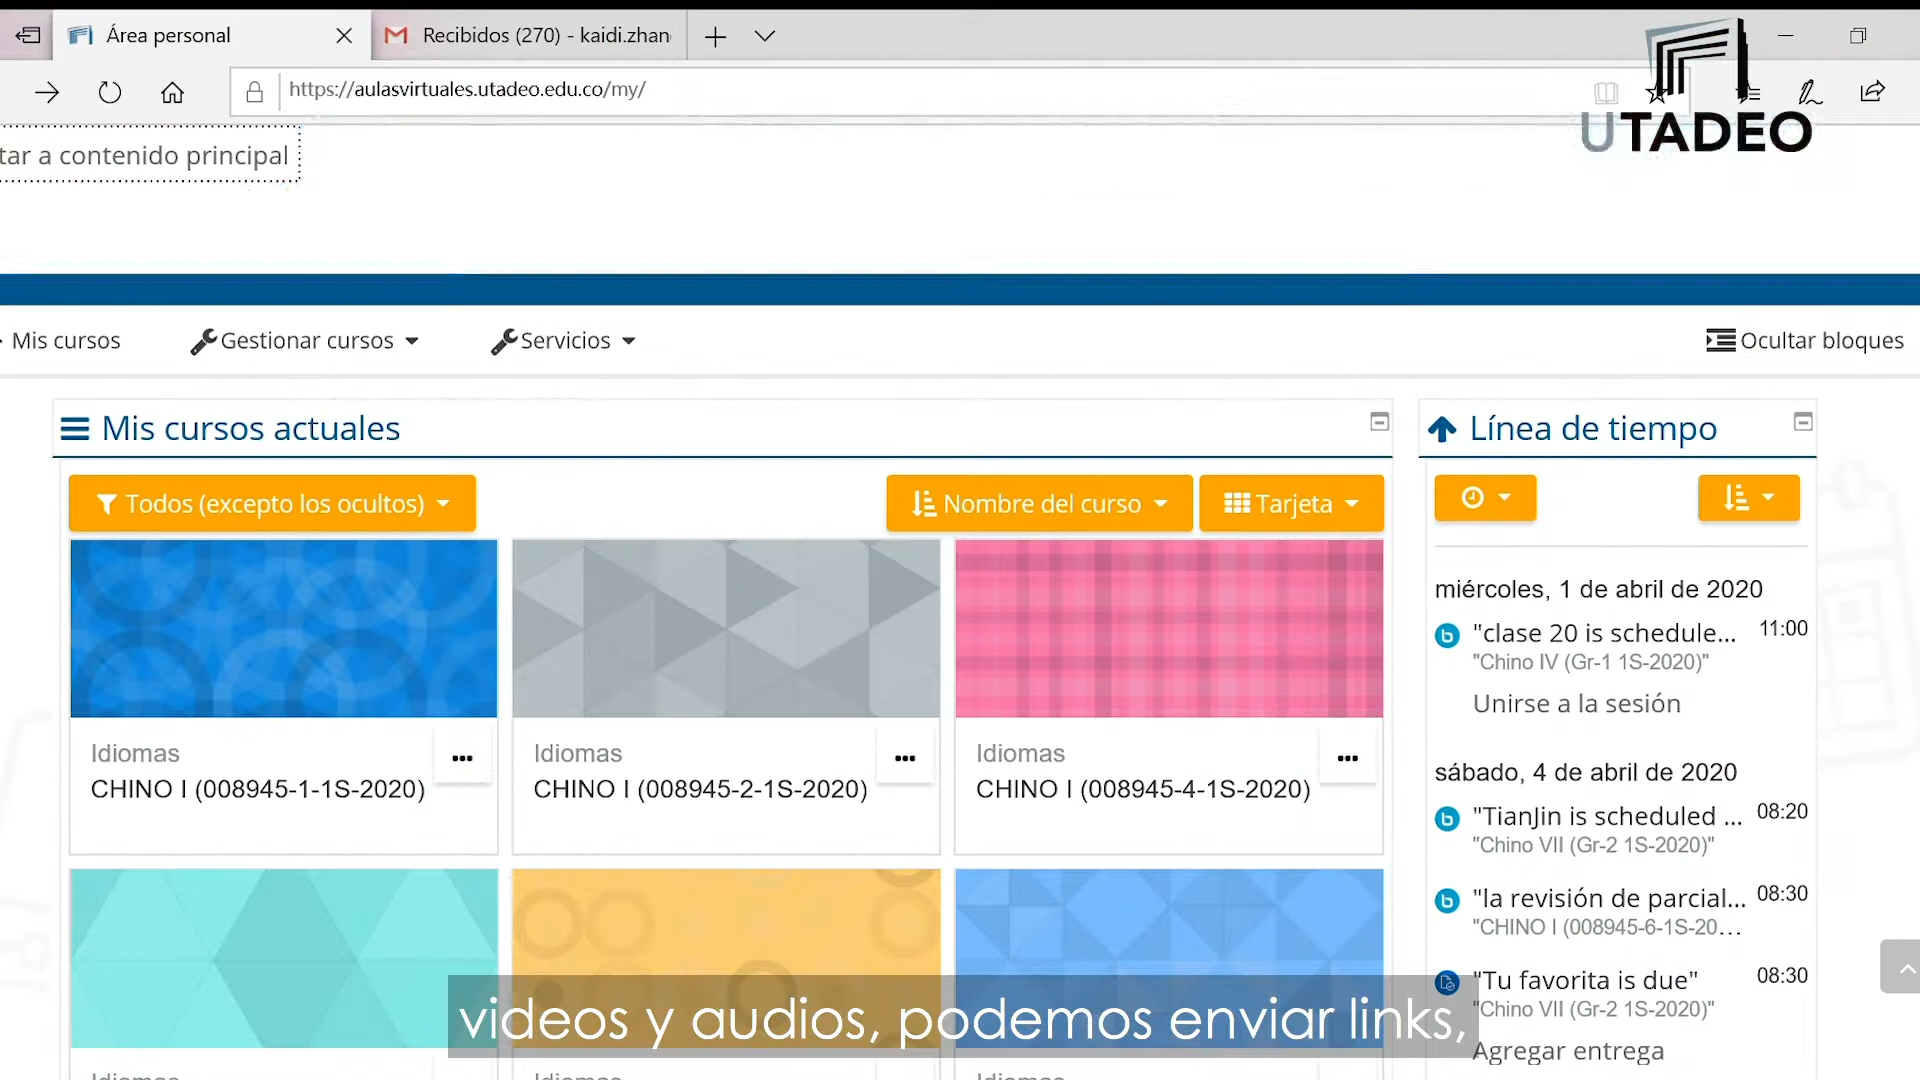 Área personal
Recibidos (270) - kaidi.zhan
https://aulasvirtuales.utadeo.edu.co/my/
UTADEO
tar a contenido principal
Mis cursos
Gestionar cursos
Servicios
Ocultar bloques
Mis cursos actuales
Todos (excepto los ocultos)
Nombre del curso
Tarjeta
Idiomas
CHINO I (008945-1-1S-2020)
Idiomas
CHINO I (008945-2-1S-2020)
Idiomas
CHINO I (008945-4-1S-2020)
Línea de tiempo
miércoles, 1 de abril de 2020
"clase 20 is schedule... 11:00
"Chino IV (Gr-1 1S-2020)"
Unirse a la sesión
sábado, 4 de abril de 2020
"TianJin is scheduled ... 08:20
"Chino VII (Gr-2 1S-2020)"
"la revisión de parcial... 08:30
"CHINO I (008945-6-1S-20...
"Tu favorita is due" 08:30
"Chino VII (Gr-2 1S-2020)"
Agregar entrega
videos y audios, podemos enviar links,
Idiomas
Idiomas
Idiomas